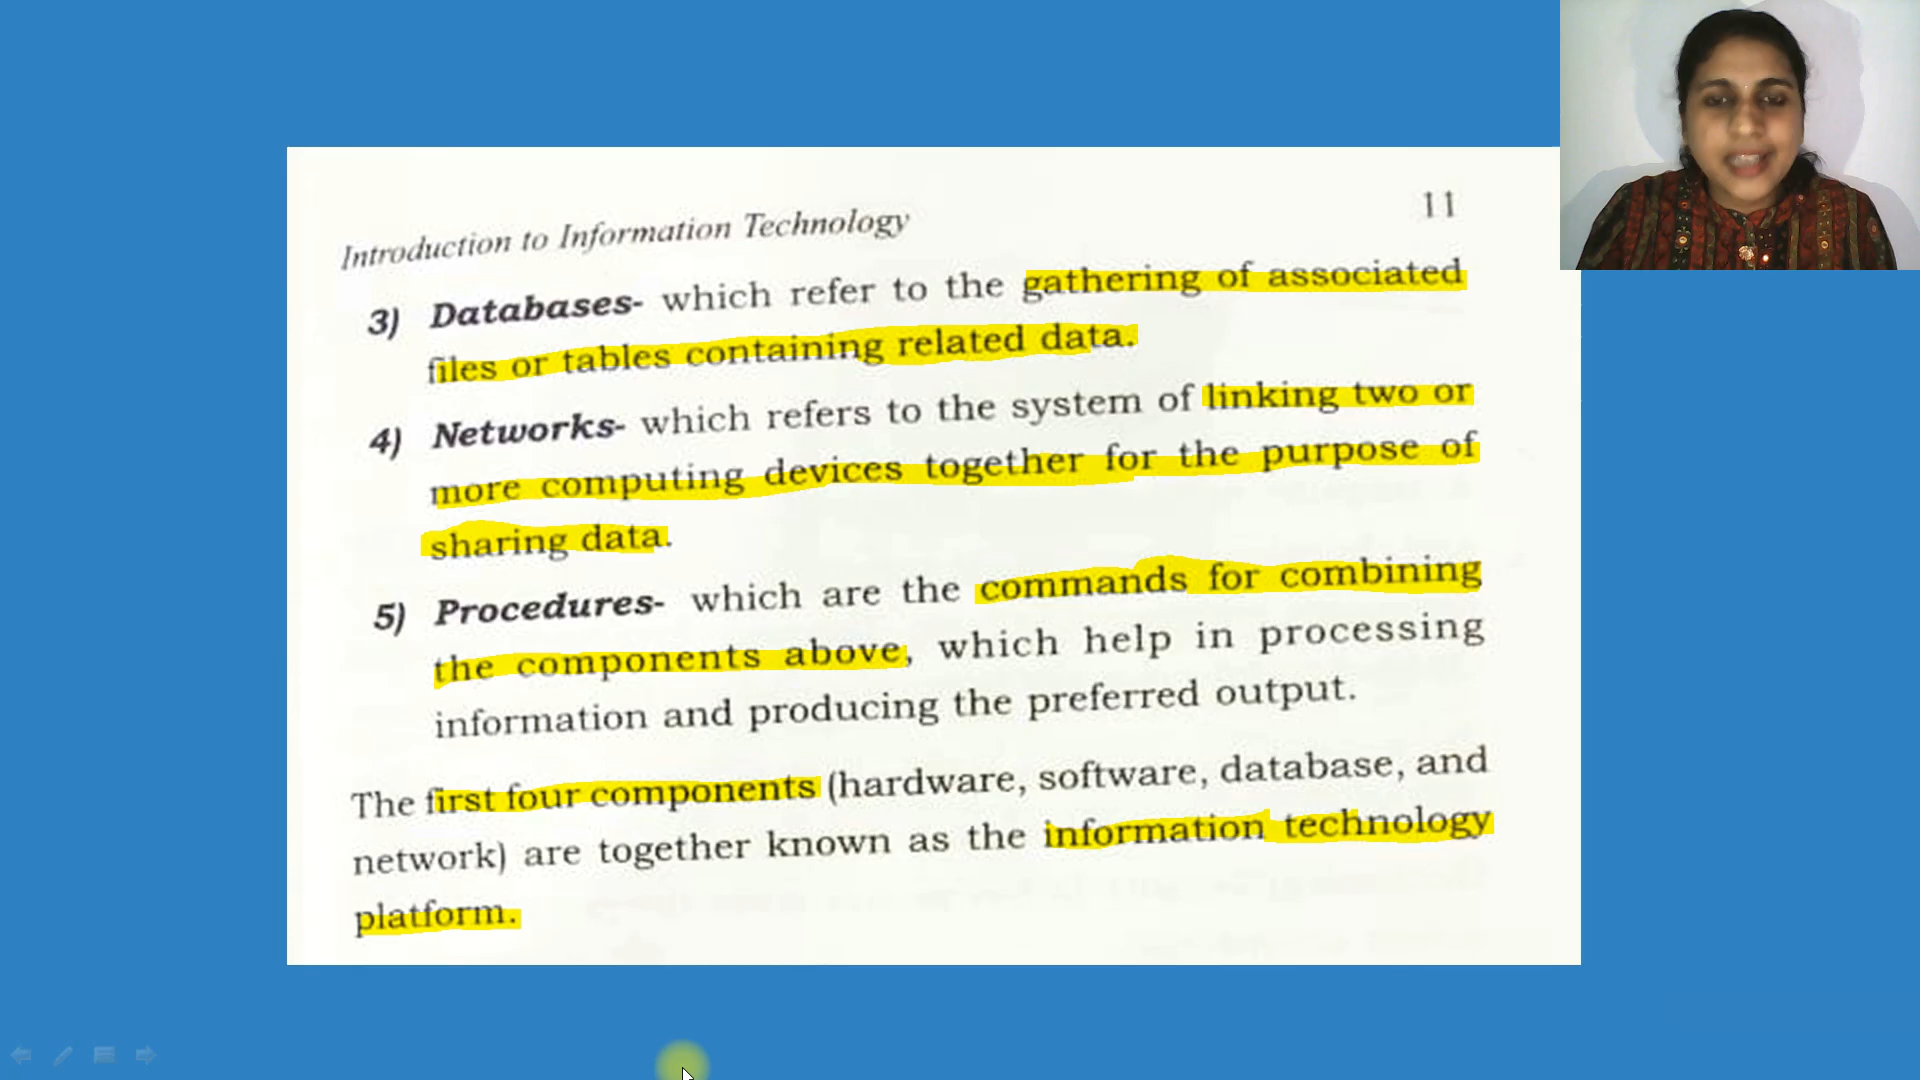 Introduction to Information Technology 11
3) Databases- which refer to the gathering of associated
files or tables containing related data.
4) Networks- which refers to the system of linking two or
more computing devices together for the purpose of
sharing data.
5) Procedures- which are the commands for combining
the components above, which help in processing
information and producing the preferred output.
The first four components (hardware, software, database, and
network) are together known as the information technology
platform.